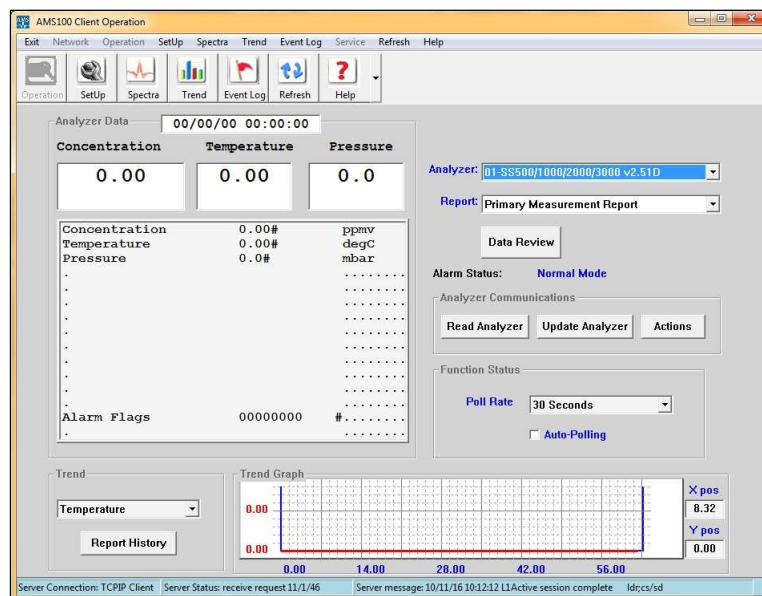 AMS100 Client Operation
Exit Network Operation SetUp Spectra Trend Event Log Service Refresh Help
Operation SetUp Spectra Trend Event Log Refresh Help
Analyzer Data 00/00/00 00:00:00
Concentration Temperature Pressure
0.00 0.00 0.0
Concentration 0.00# ppmv
Temperature 0.00# degC
Pressure 0.0# mbar
. ........
. ........
. ........
. ........
. ........
. ........
. ........
. ........
. ........
. ........
Alarm Flags 00000000 #........
. ........
Analyzer: 01-SS500/1000/2000/3000 v2.51D
Report: Primary Measurement Report
Data Review
Alarm Status: Normal Mode
Analyzer Communications
Read Analyzer Update Analyzer Actions
Function Status
Poll Rate 30 Seconds
Auto-Polling
Trend
Temperature
Report History
Trend Graph
0.00
0.00
0.00 14.00 28.00 42.00 56.00
X pos
8.32
Y pos
0.00
Server Connection: TCPIP Client Server Status: receive request 11/1/46 Server message: 10/11/16 10:12:12 L1Active session complete ldr;cs/sd